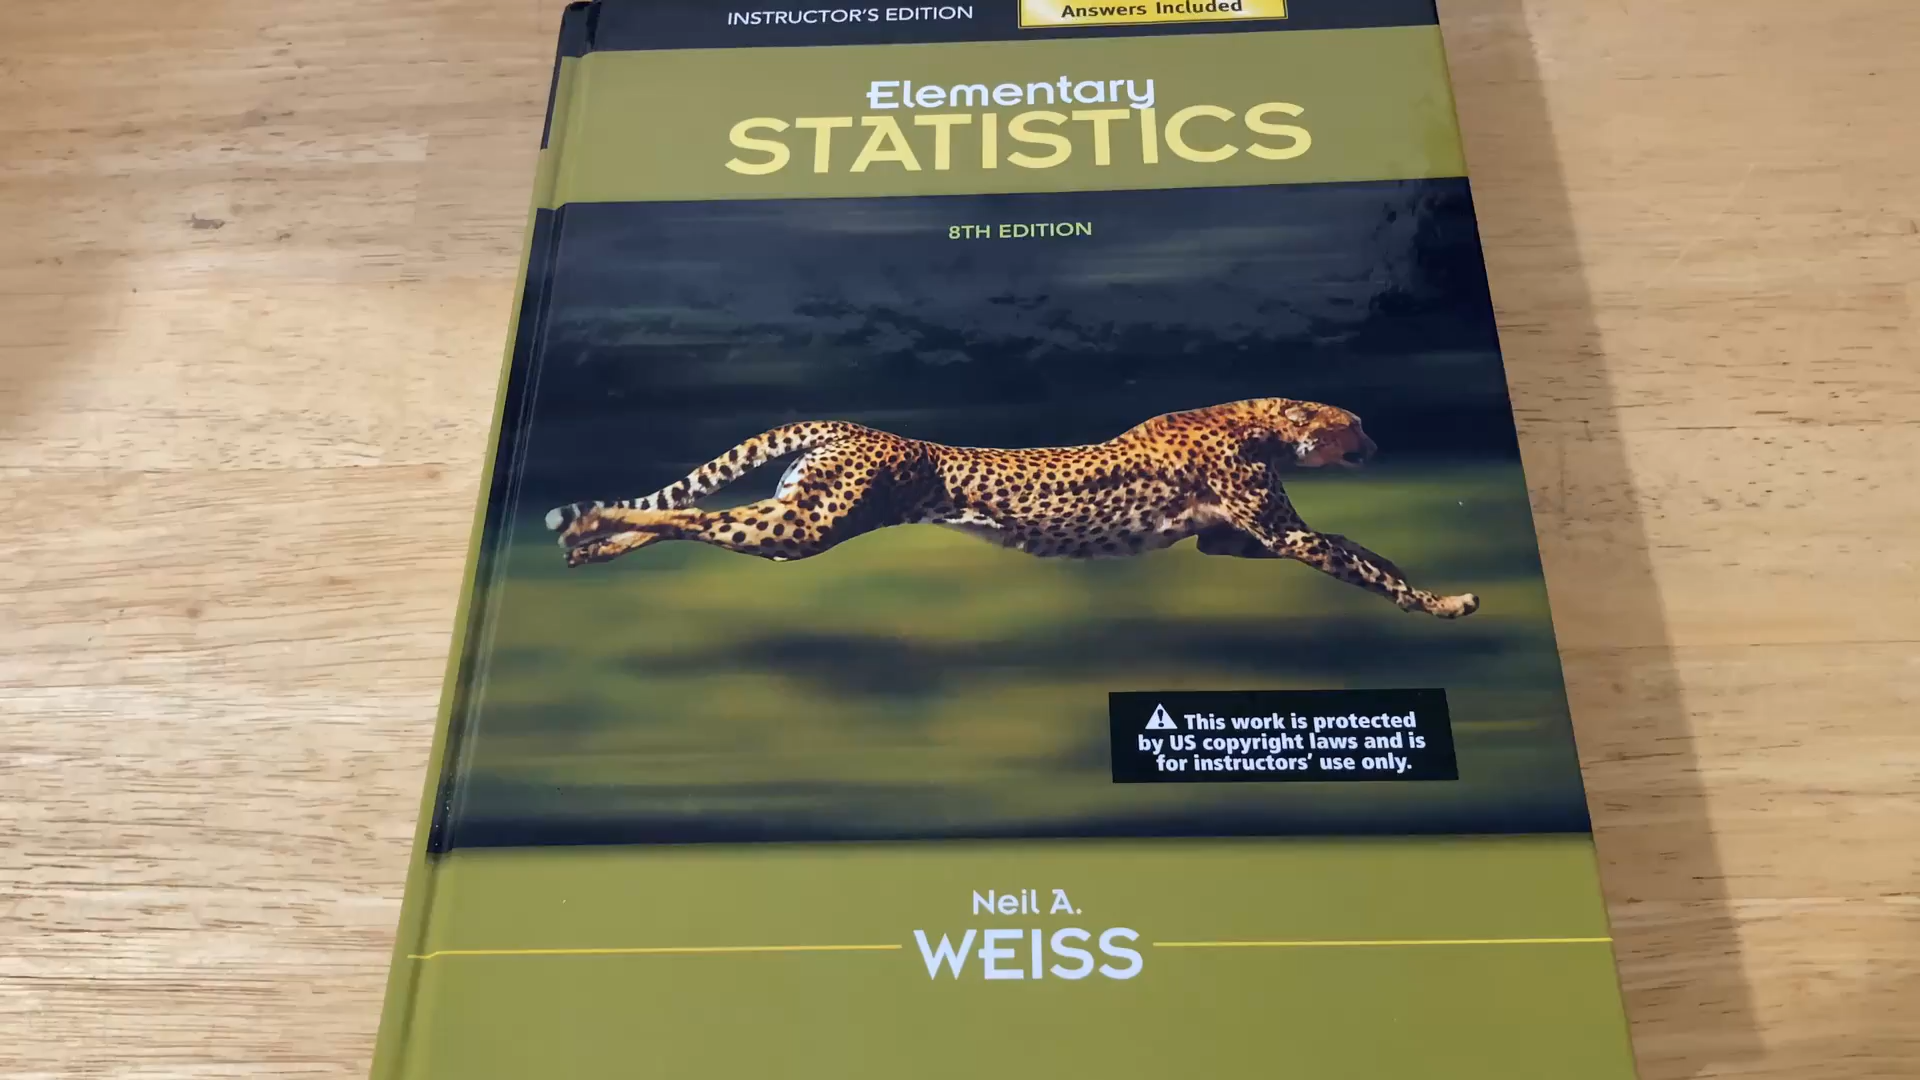 INSTRUCTOR'S EDITION
Answers Included
Elementary
STATISTICS
8TH EDITION
This work is protected
by US copyright laws and is
for instructors' use only.
Neil A.
WEISS